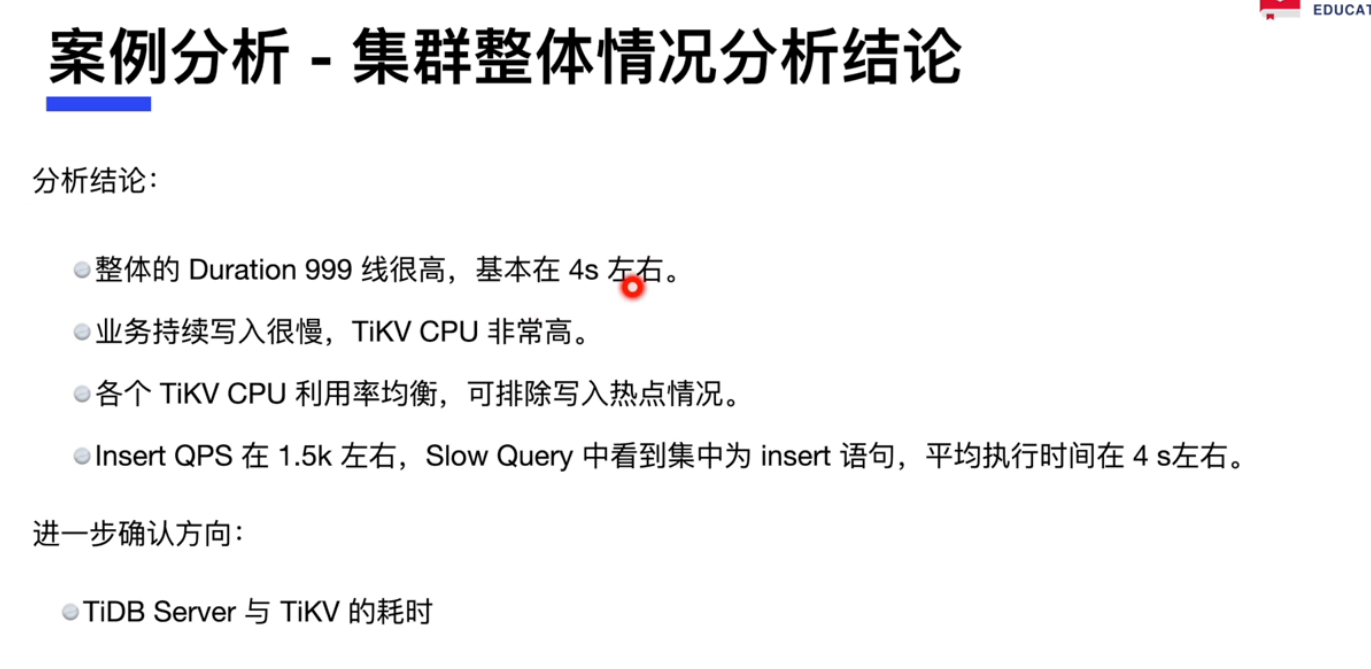 EDUCAT
案例分析 - 集群整体情况分析结论
分析结论：
整体的 Duration 999 线很高，基本在 4s 左右。
业务持续写入很慢，TiKV CPU 非常高。
各个 TiKV CPU 利用率均衡，可排除写入热点情况。
Insert QPS 在 1.5k 左右，Slow Query 中看到集中为 insert 语句，平均执行时间在 4 s左右。
进一步确认方向：
TiDB Server 与 TiKV 的耗时